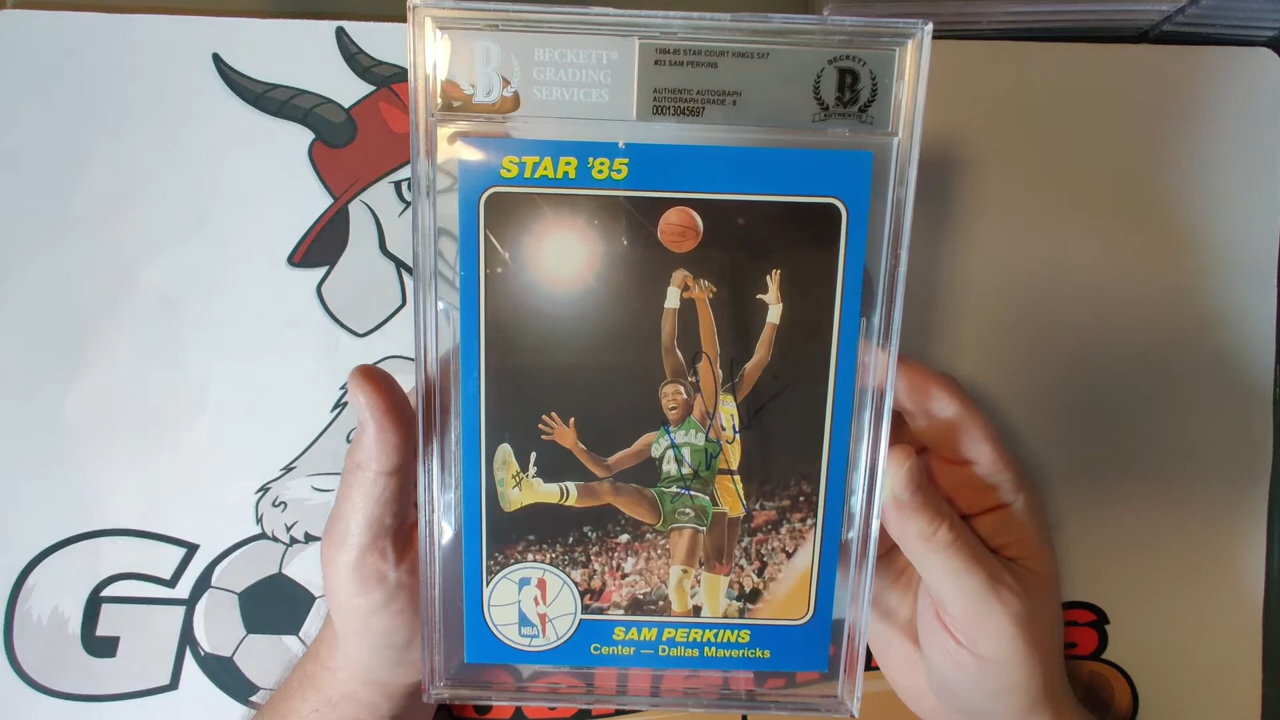 BECKETT®
GRADING
SERVICES
B
1984-85 STAR COURT KINGS 5X7
#33 SAM PERKINS
AUTHENTIC AUTOGRAPH
AUTOGRAPH GRADE - 8
00013045697
BECKETT
B
AUTHENTIC
STAR '85
41
NBA
SAM PERKINS
Center — Dallas Mavericks